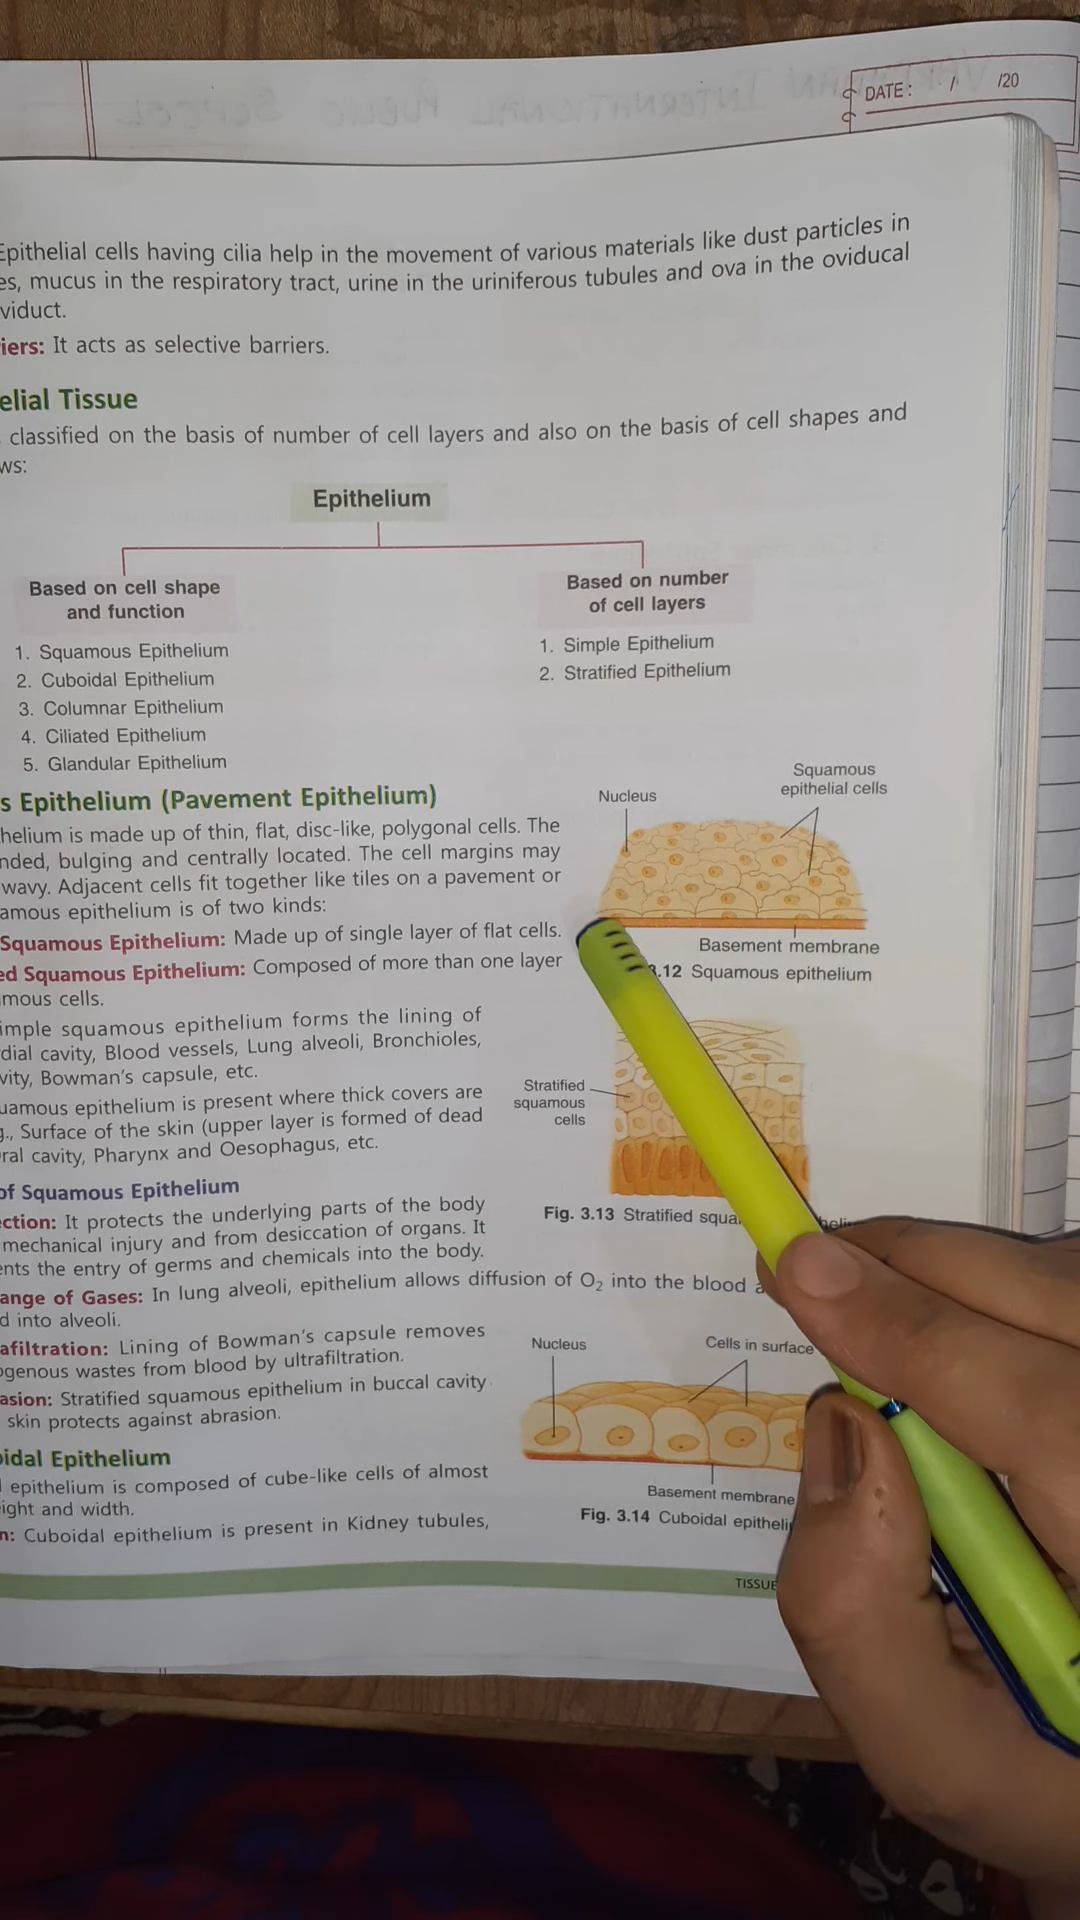 DATE: / /20
Epithelial cells having cilia help in the movement of various materials like dust particles in
es, mucus in the respiratory tract, urine in the uriniferous tubules and ova in the oviducal
viduct.
iers: It acts as selective barriers.
elial Tissue
classified on the basis of number of cell layers and also on the basis of cell shapes and
ws:
Epithelium
Based on cell shape
and function
1. Squamous Epithelium
2. Cuboidal Epithelium
3. Columnar Epithelium
4. Ciliated Epithelium
5. Glandular Epithelium
Based on number
of cell layers
1. Simple Epithelium
2. Stratified Epithelium
s Epithelium (Pavement Epithelium)
helium is made up of thin, flat, disc-like, polygonal cells. The
nded, bulging and centrally located. The cell margins may
wavy. Adjacent cells fit together like tiles on a pavement or
amous epithelium is of two kinds:
Squamous Epithelium: Made up of single layer of flat cells.
ed Squamous Epithelium: Composed of more than one layer
mous cells.
imple squamous epithelium forms the lining of
dial cavity, Blood vessels, Lung alveoli, Bronchioles,
vity, Bowman's capsule, etc.
uamous epithelium is present where thick covers are
g., Surface of the skin (upper layer is formed of dead
ral cavity, Pharynx and Oesophagus, etc.
of Squamous Epithelium
ction: It protects the underlying parts of the body
mechanical injury and from desiccation of organs. It
ents the entry of germs and chemicals into the body.
ange of Gases: In lung alveoli, epithelium allows diffusion of O₂ into the blood a
d into alveoli.
afiltration: Lining of Bowman's capsule removes
ogenous wastes from blood by ultrafiltration.
asion: Stratified squamous epithelium in buccal cavity
skin protects against abrasion.
oidal Epithelium
l epithelium is composed of cube-like cells of almost
ight and width.
n: Cuboidal epithelium is present in Kidney tubules,
Nucleus
Squamous
epithelial cells
Basement membrane
3.12 Squamous epithelium
Stratified
squamous
cells
Fig. 3.13 Stratified squa heliu
Nucleus
Cells in surface
Basement membrane
Fig. 3.14 Cuboidal epitheli
TISSUE